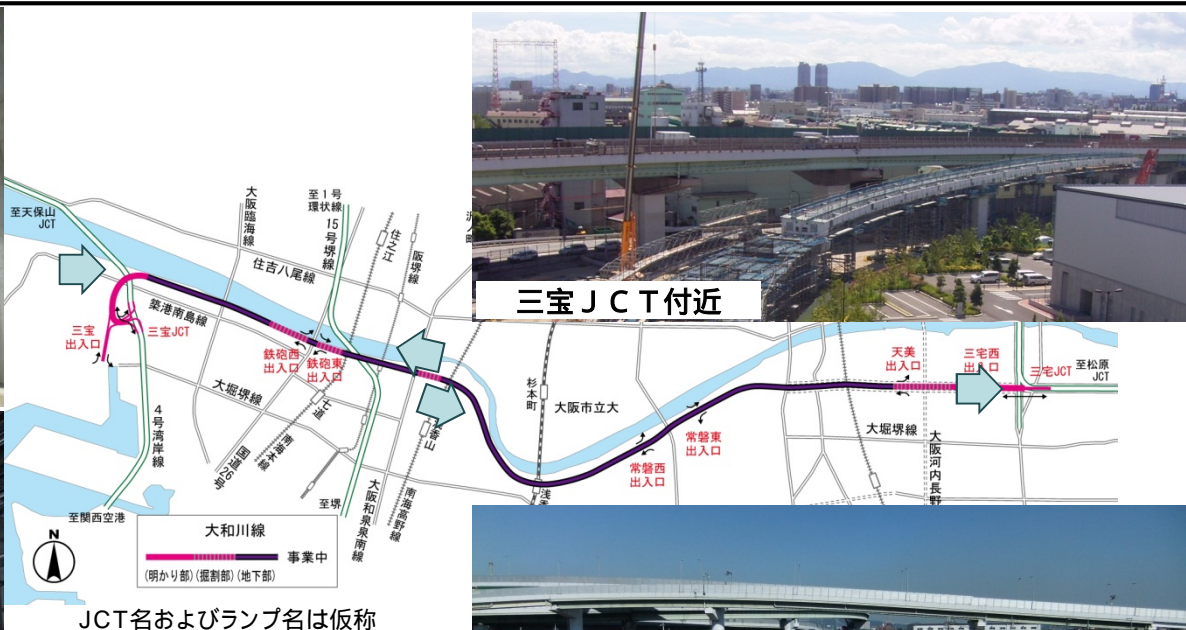 三宝ＪＣＴ付近
至天保山
JCT
大阪臨海線
至１号
環状線
15号堺線
住之江
阪堺線
住吉八尾線
築港南島線
三宝
出入口
三宝JCT
鉄砲西
出入口
鉄砲東
出入口
大堀堺線
七道
南海本線
国道26号
4号湾岸線
至関西空港
至堺
大阪和泉泉南線
南海高野線
香山
杉本町
大阪市立大
浅香
常磐西
出入口
常磐東
出入口
天美
出入口
三宅西
出入口
三宅JCT
至松原
JCT
大堀堺線
大阪河内長野
N
大和川線
事業中
(明かり部)(掘割部)(地下部)
JCT名およびランプ名は仮称